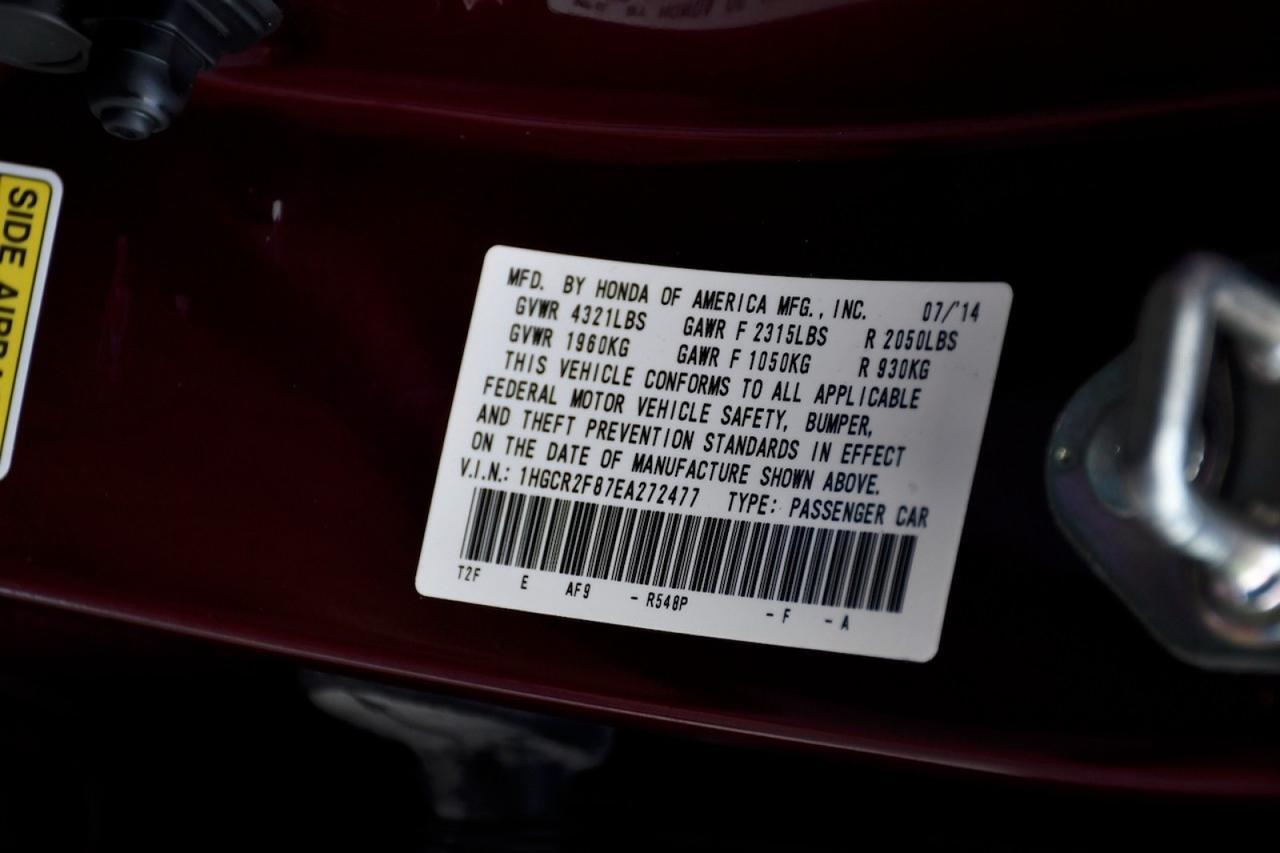 SIDE
MFD. BY HONDA OF AMERICA MFG., INC. 07/'14
GVWR 4321LBS GAWR F 2315LBS R 2050LBS
GVWR 1960KG GAWR F 1050KG R 930KG
THIS VEHICLE CONFORMS TO ALL APPLICABLE
FEDERAL MOTOR VEHICLE SAFETY, BUMPER,
AND THEFT PREVENTION STANDARDS IN EFFECT
ON THE DATE OF MANUFACTURE SHOWN ABOVE.
V.I.N.: 1HGCR2F87EA272477 TYPE: PASSENGER CAR
T2F E AF9 - R548P - F - A